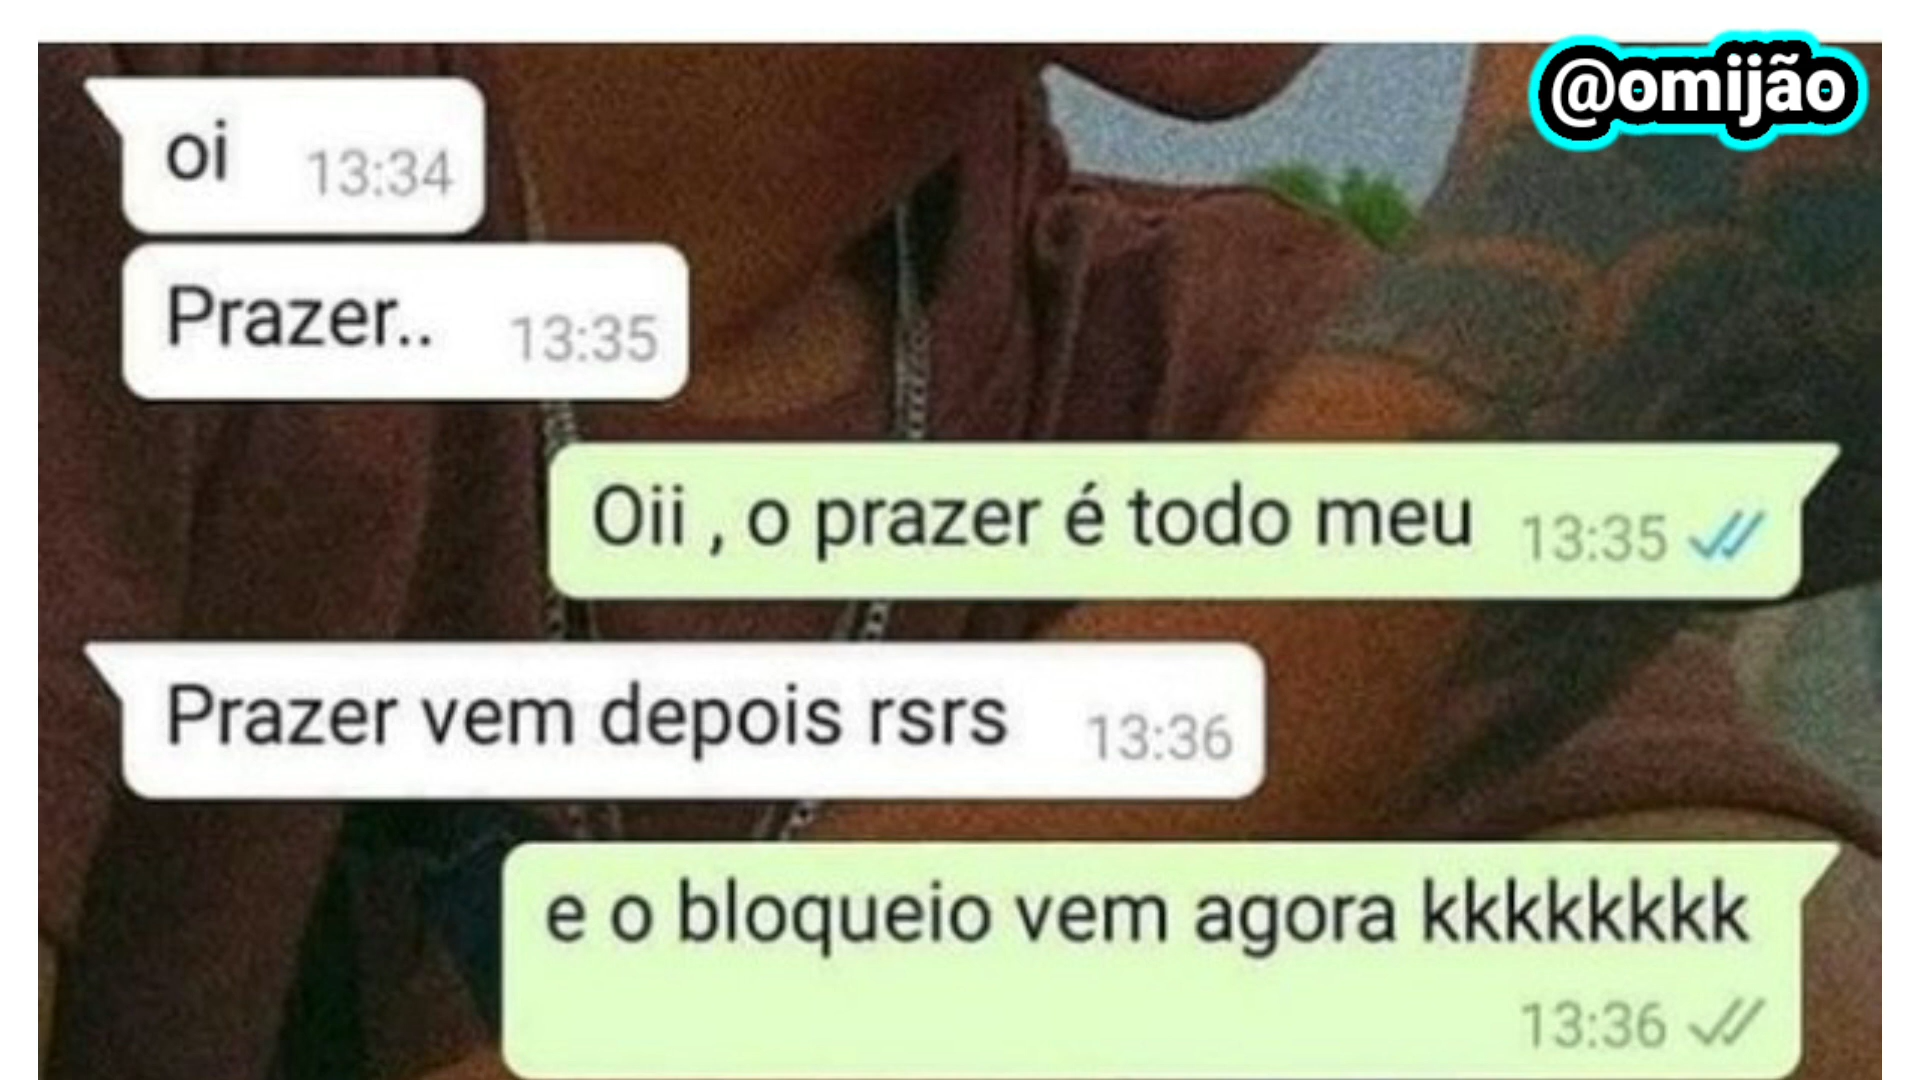 @omijão
oi 13:34
Prazer.. 13:35
Oii , o prazer é todo meu 13:35
Prazer vem depois rsrs 13:36
e o bloqueio vem agora kkkkkkkk
13:36